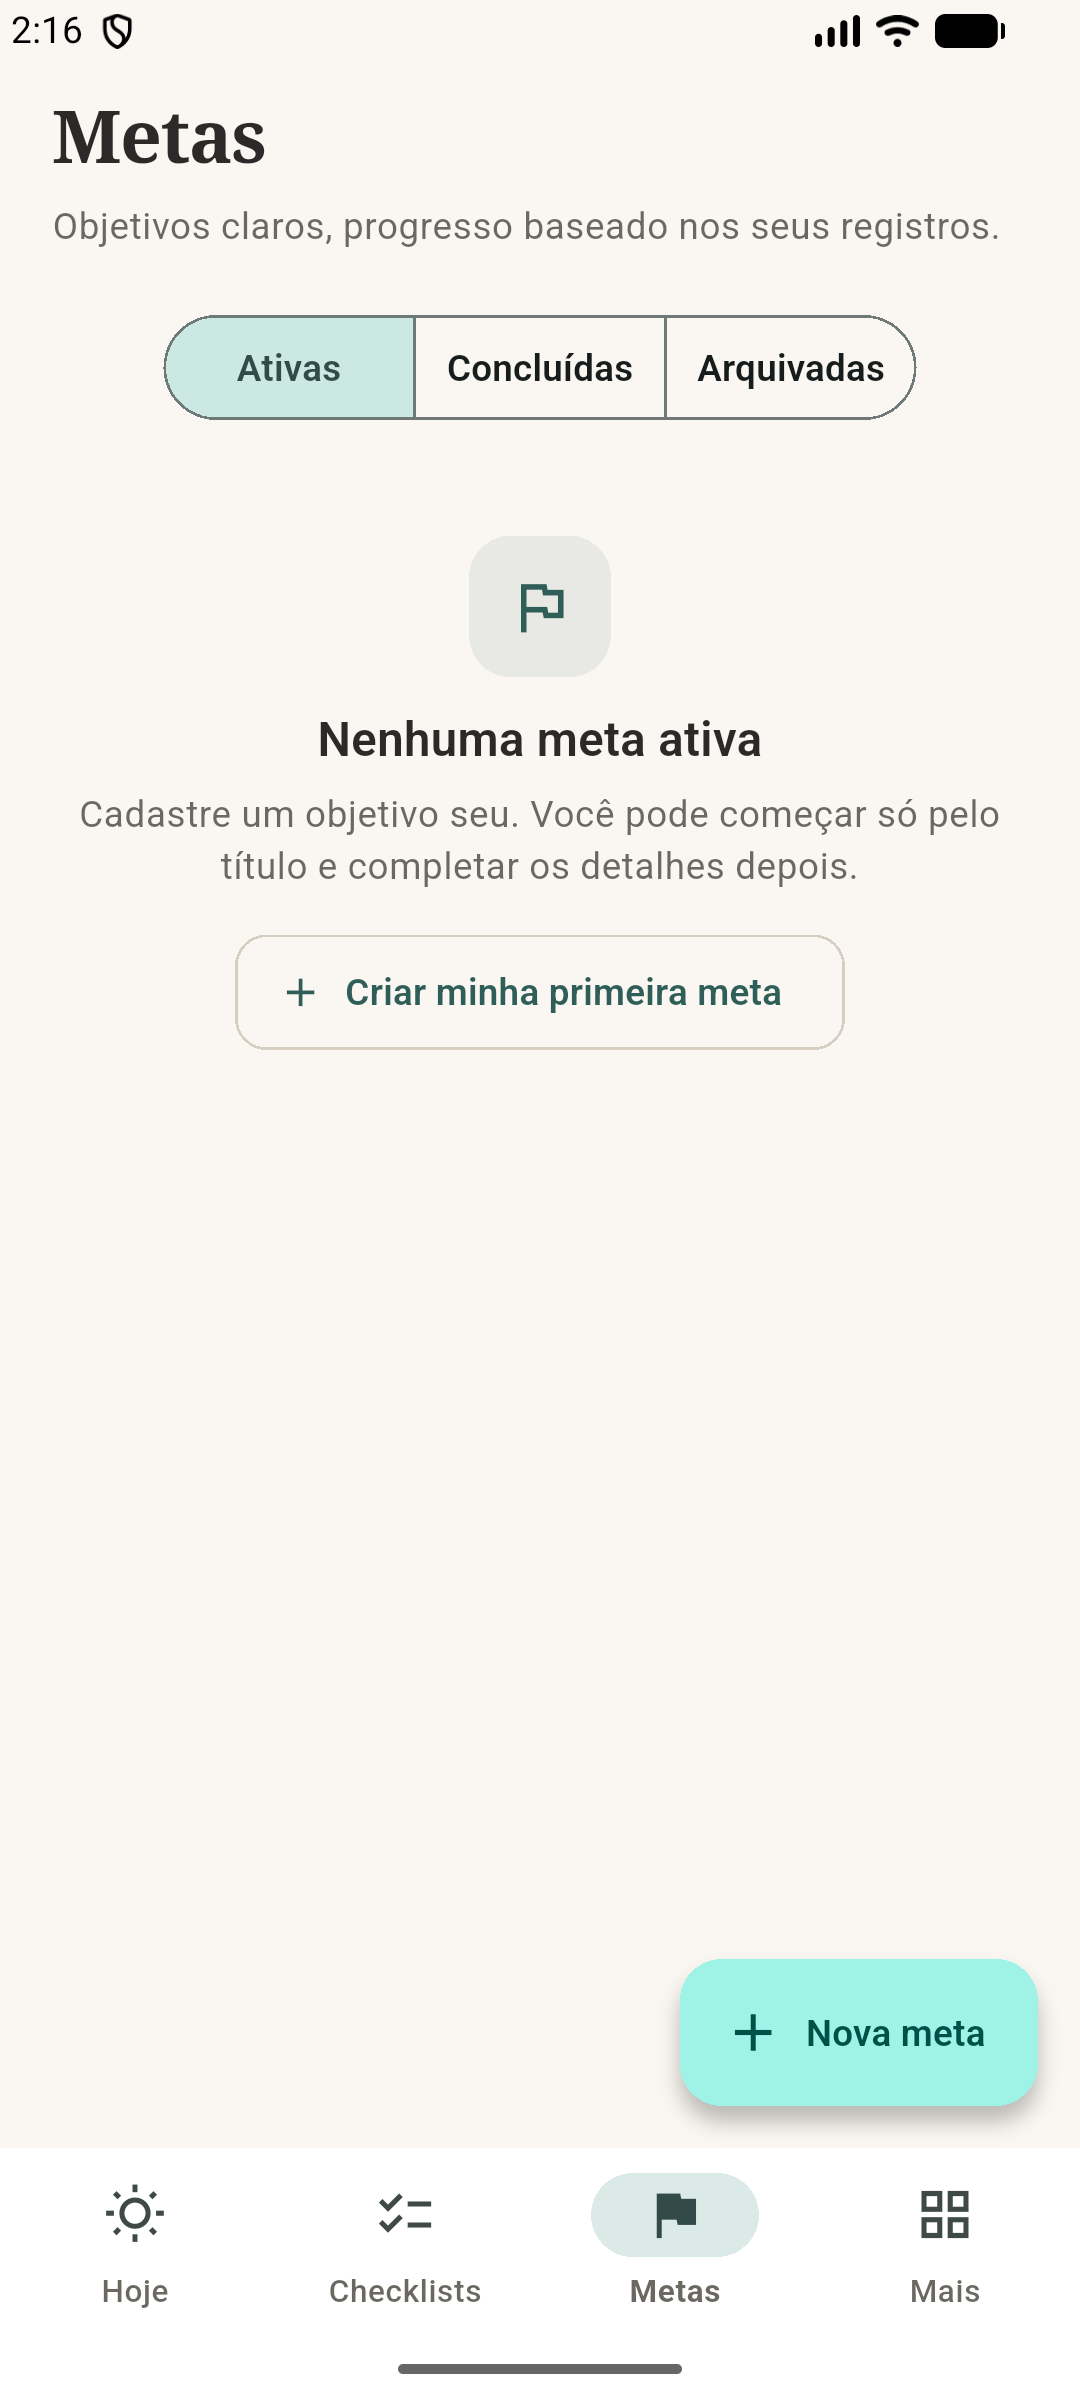 2:16
Metas
Objetivos claros, progresso baseado nos seus registros.
Ativas
Concluídas
Arquivadas
Nenhuma meta ativa
Cadastre um objetivo seu. Você pode começar só pelo
título e completar os detalhes depois.
Criar minha primeira meta
Nova meta
Hoje
Checklists
Metas
Mais